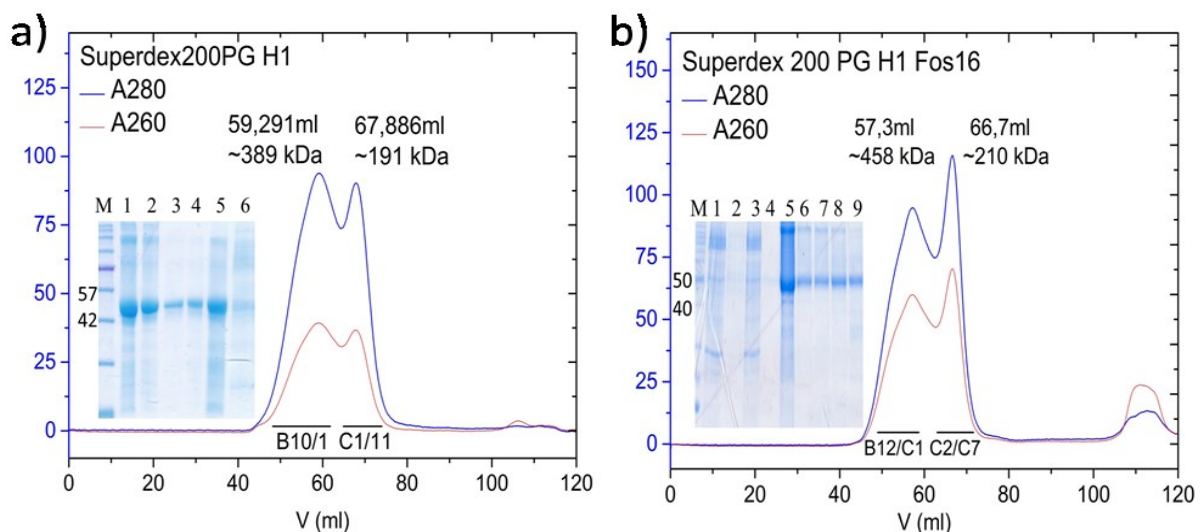 a)
Superdex200PG H1
A280
A260
59,291ml
~389 kDa
67,886ml
~191 kDa
M 1 2 3 4 5 6
57
42
B10/1 C1/11
125
100
75
50
25
0
0 20 40 60 80 100 120
V (ml)
b)
Superdex 200 PG H1 Fos16
A280
A260
57,3ml
~458 kDa
66,7ml
~210 kDa
M 1 2 3 4 5 6 7 8 9
50
40
B12/C1 C2/C7
150
125
100
75
50
25
0
0 20 40 60 80 100 120
V (ml)